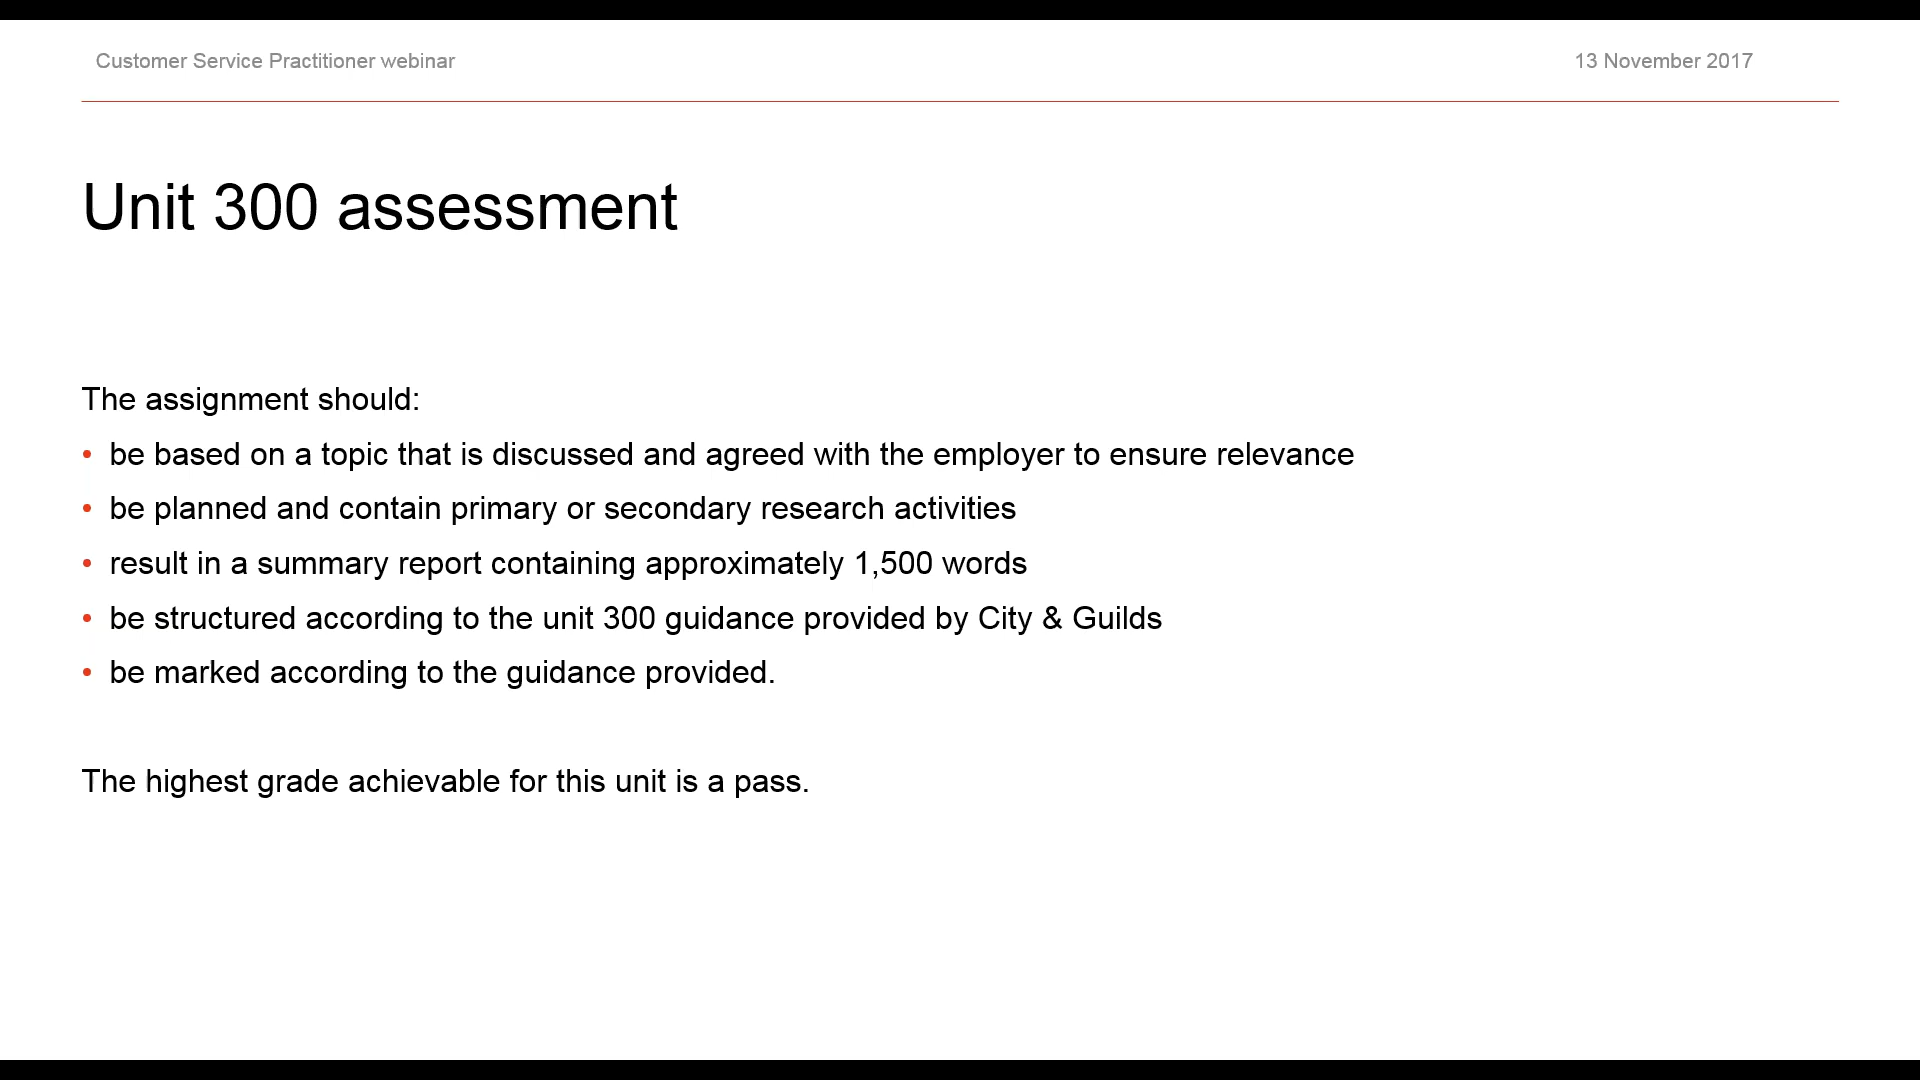 Customer Service Practitioner webinar
13 November 2017
Unit 300 assessment
The assignment should:
• be based on a topic that is discussed and agreed with the employer to ensure relevance
• be planned and contain primary or secondary research activities
• result in a summary report containing approximately 1,500 words
• be structured according to the unit 300 guidance provided by City & Guilds
• be marked according to the guidance provided.
The highest grade achievable for this unit is a pass.